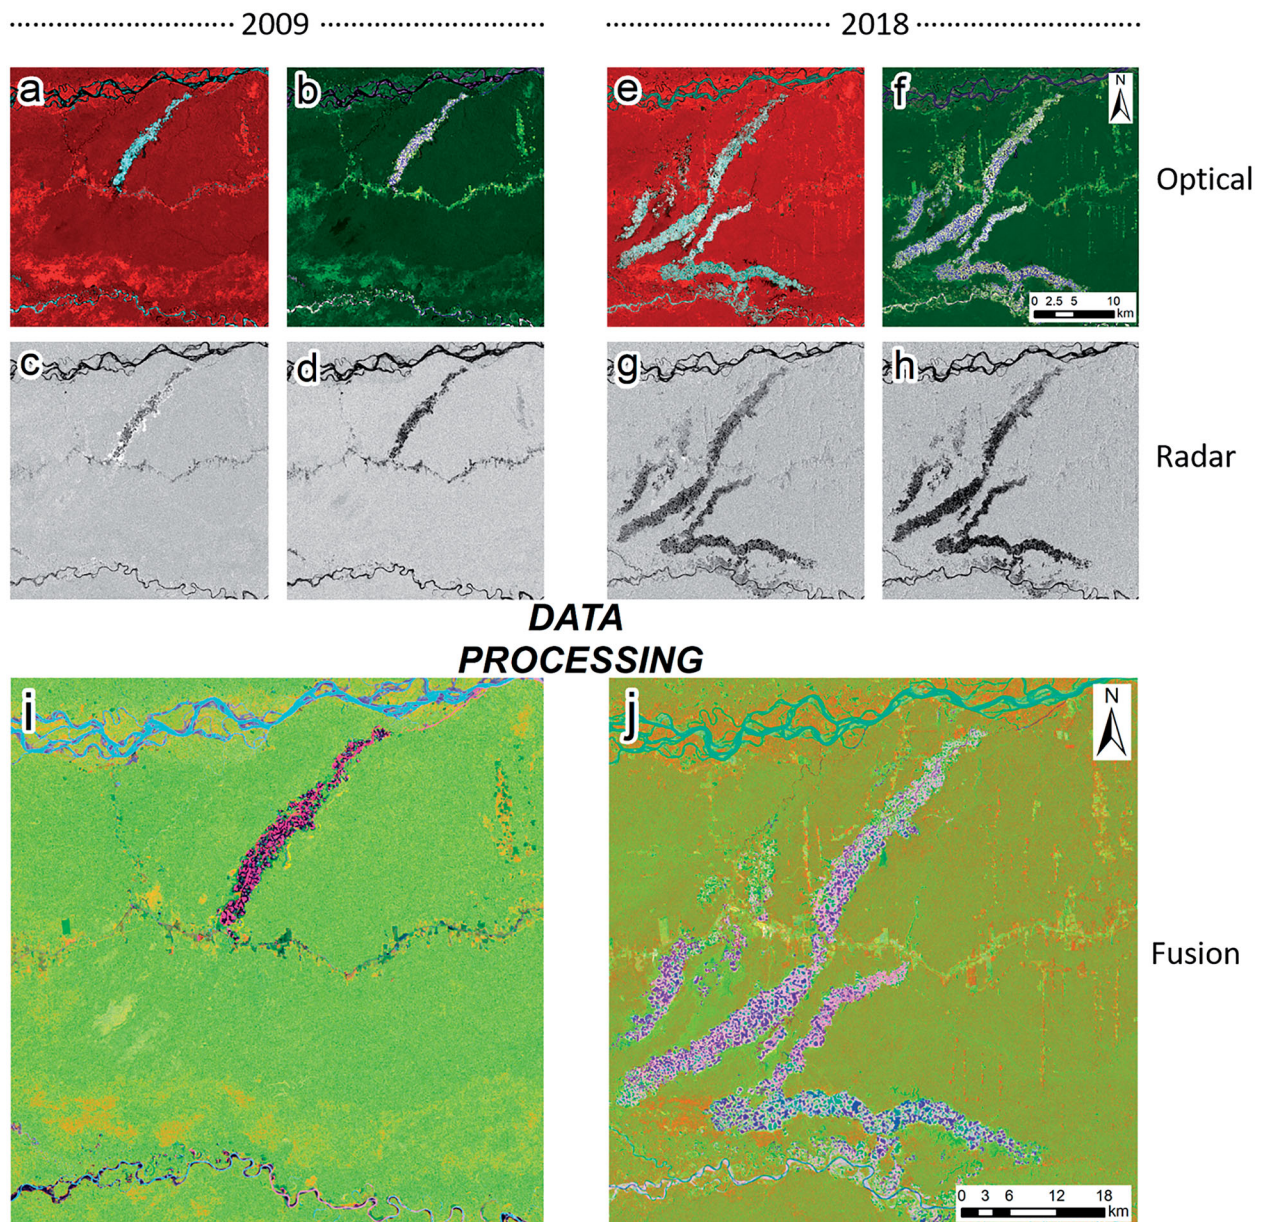 2009
2018
a
b
e
f
N
0 2.5 5 10
km
Optical
c
d
g
h
Radar
DATA
PROCESSING
i
j
N
Fusion
0 3 6 12 18
km